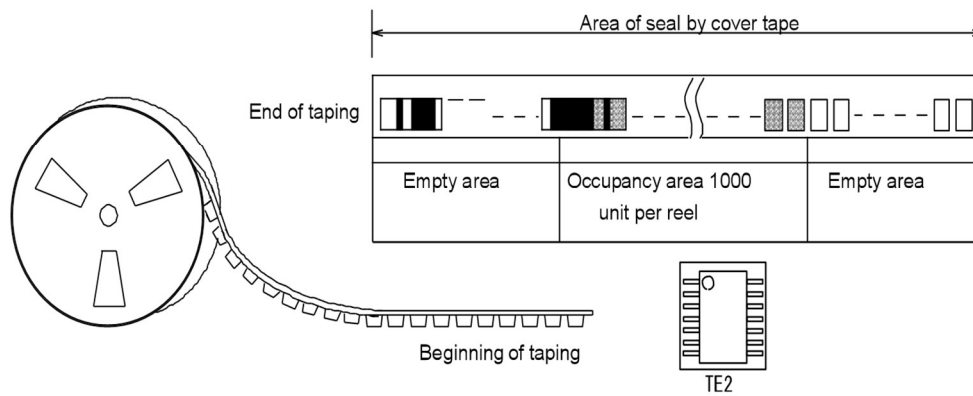 Area of seal by cover tape
End of taping
Empty area
Occupancy area 1000
unit per reel
Empty area
Beginning of taping
TE2